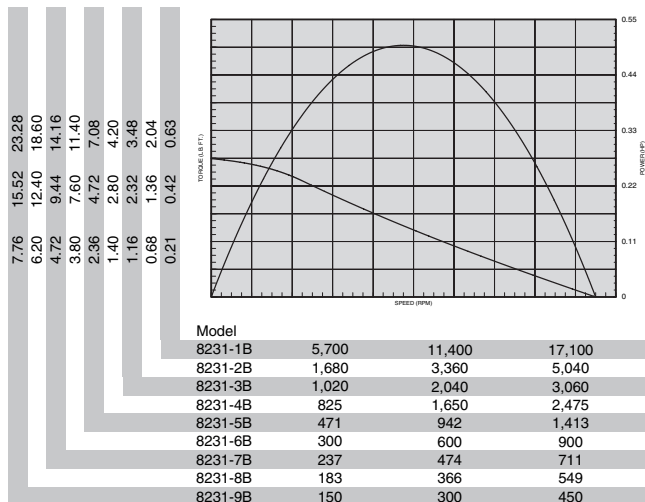 0.55
0.44
0.33
0.22
0.11
0
TORQUE (LB. FT.)
POWER (HP)
SPEED (RPM)
23.28 18.60 14.16 11.40 7.08 4.20 3.48 2.04 0.63
15.52 12.40 9.44 7.60 4.72 2.80 2.32 1.36 0.42
7.76 6.20 4.72 3.80 2.36 1.40 1.16 0.68 0.21
Model
8231-1B 5,700 11,400 17,100
8231-2B 1,680 3,360 5,040
8231-3B 1,020 2,040 3,060
8231-4B 825 1,650 2,475
8231-5B 471 942 1,413
8231-6B 300 600 900
8231-7B 237 474 711
8231-8B 183 366 549
8231-9B 150 300 450